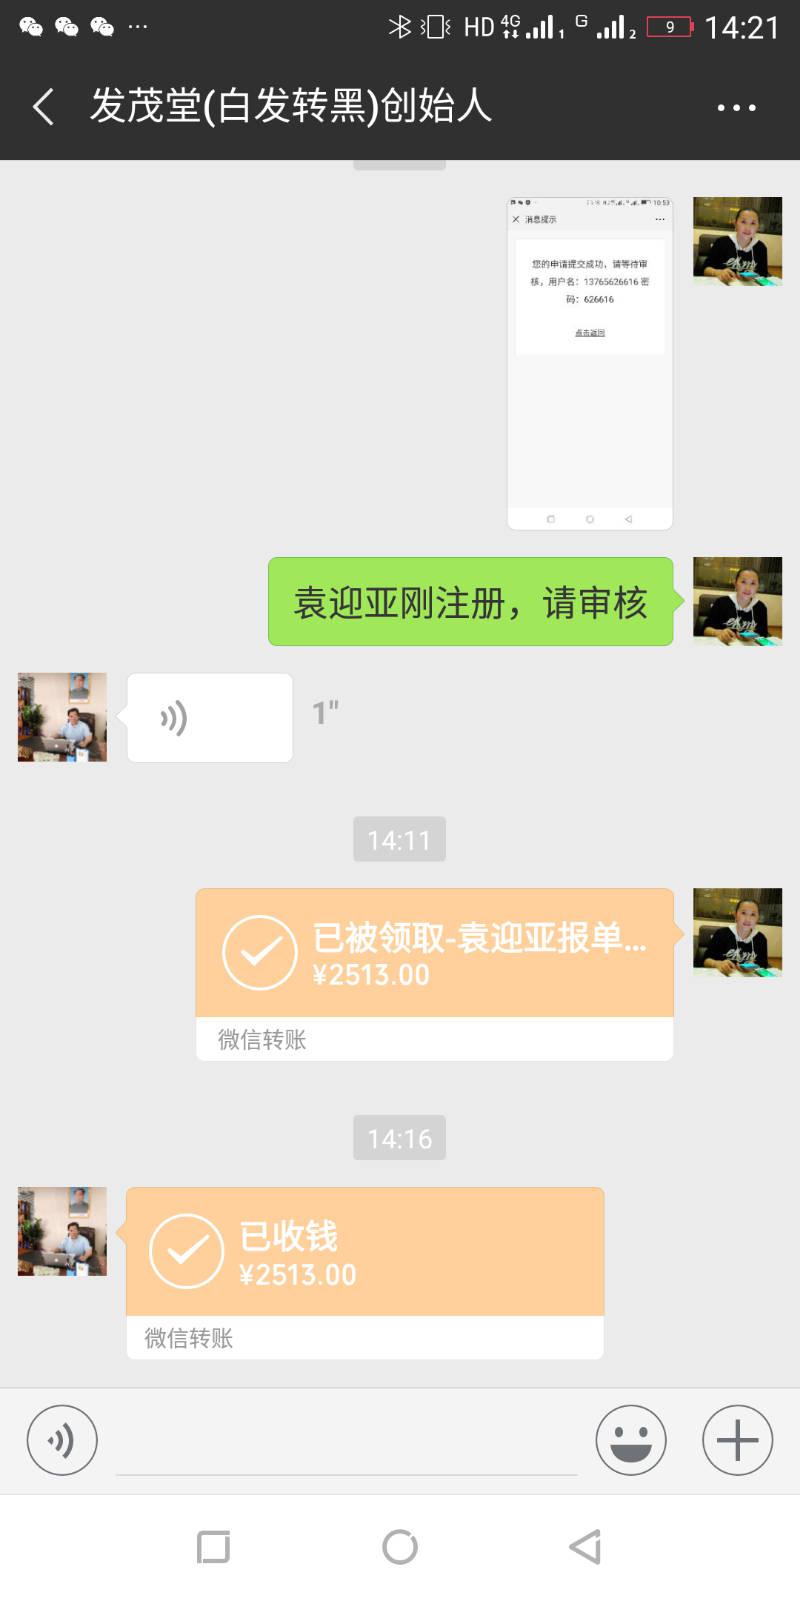 HD 4G 1 G 2 9 14:21
发茂堂(白发转黑)创始人
10:53
消息提示
您的申请提交成功，请等待审
核，用户名：13765626616 密
码：626616
点击返回
袁迎亚刚注册，请审核
1"
14:11
已被领取-袁迎亚报单...
¥2513.00
微信转账
14:16
已收钱
¥2513.00
微信转账